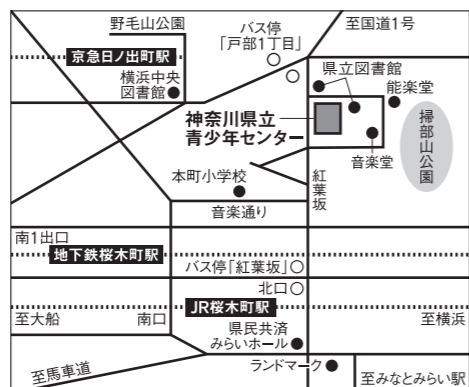 野毛山公園
バス停
「戸部1丁目」
至国道1号
京急日ノ出町駅
県立図書館
横浜中央
図書館
能楽堂
神奈川県立
青少年センター
掃部山公園
音楽堂
本町小学校
紅葉坂
音楽通り
南1出口
地下鉄桜木町駅
バス停「紅葉坂」
北口
JR桜木町駅
至大船
南口
至横浜
県民共済
みらいホール
ランドマーク
至馬車道
至みなとみらい駅